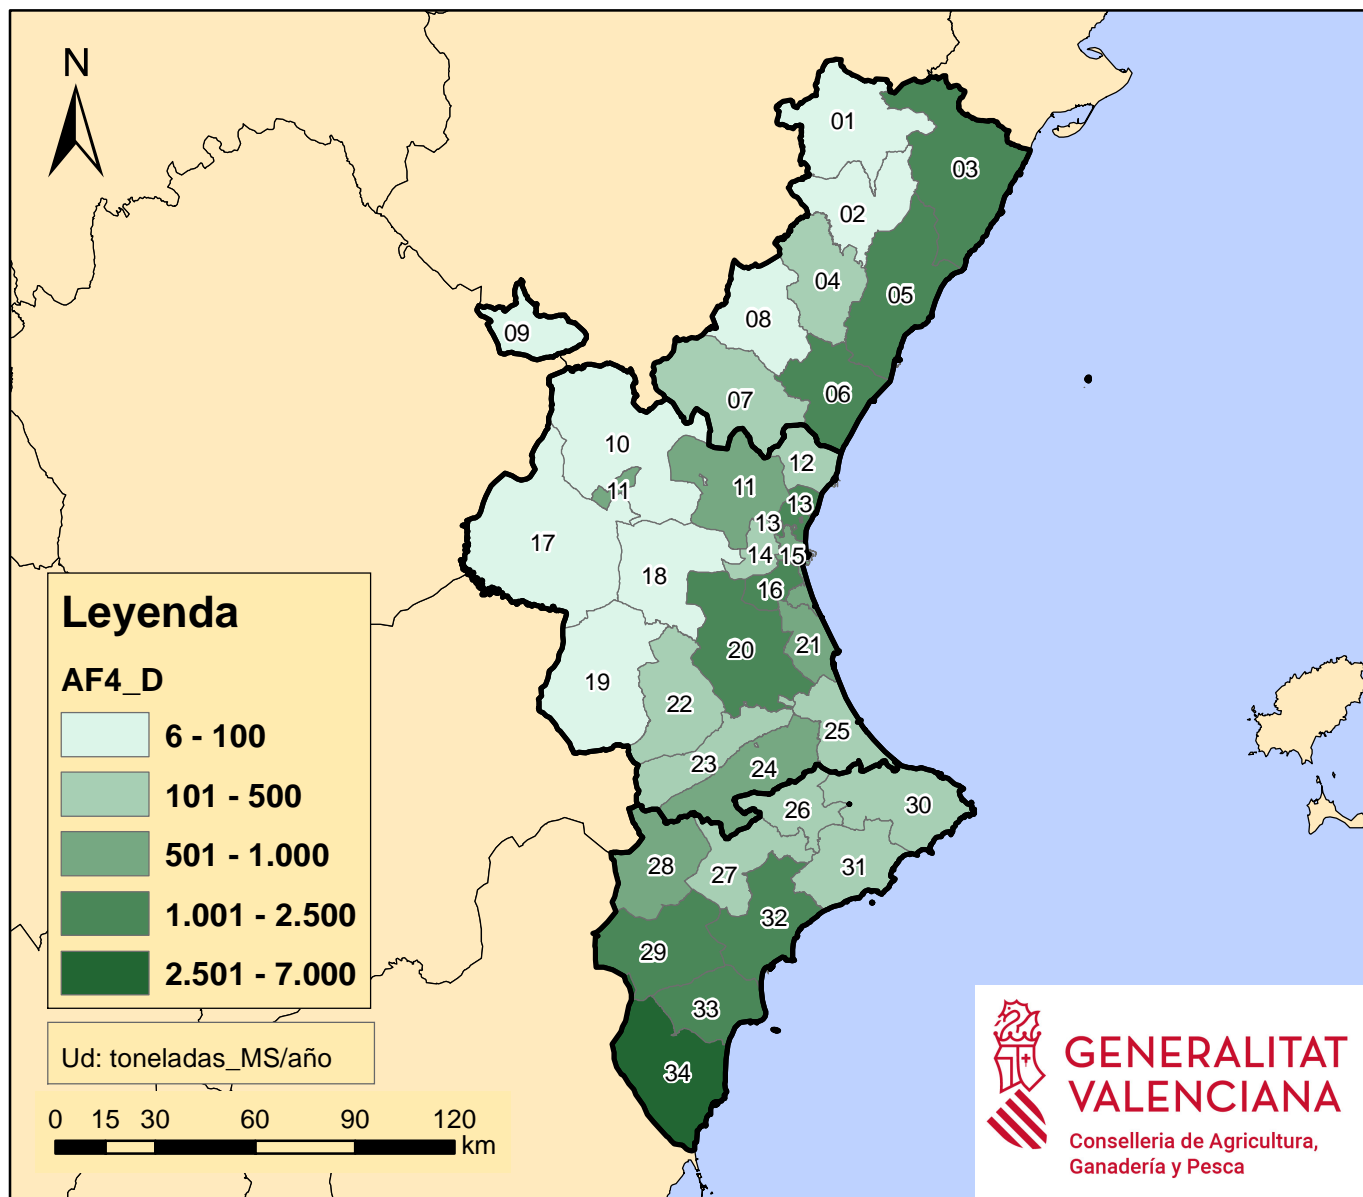 N
01
03
02
04
05
08
09
06
07
10
12
11
11
13
13
17
14
15
18
16
20
21
19
22
25
23
24
26
30
28
27
31
32
29
33
34
Leyenda
AF4_D
6 - 100
101 - 500
501 - 1.000
1.001 - 2.500
2.501 - 7.000
Ud: toneladas_MS/año
0 15 30 60 90 120
km
GENERALITAT
VALENCIANA
Conselleria de Agricultura,
Ganadería y Pesca